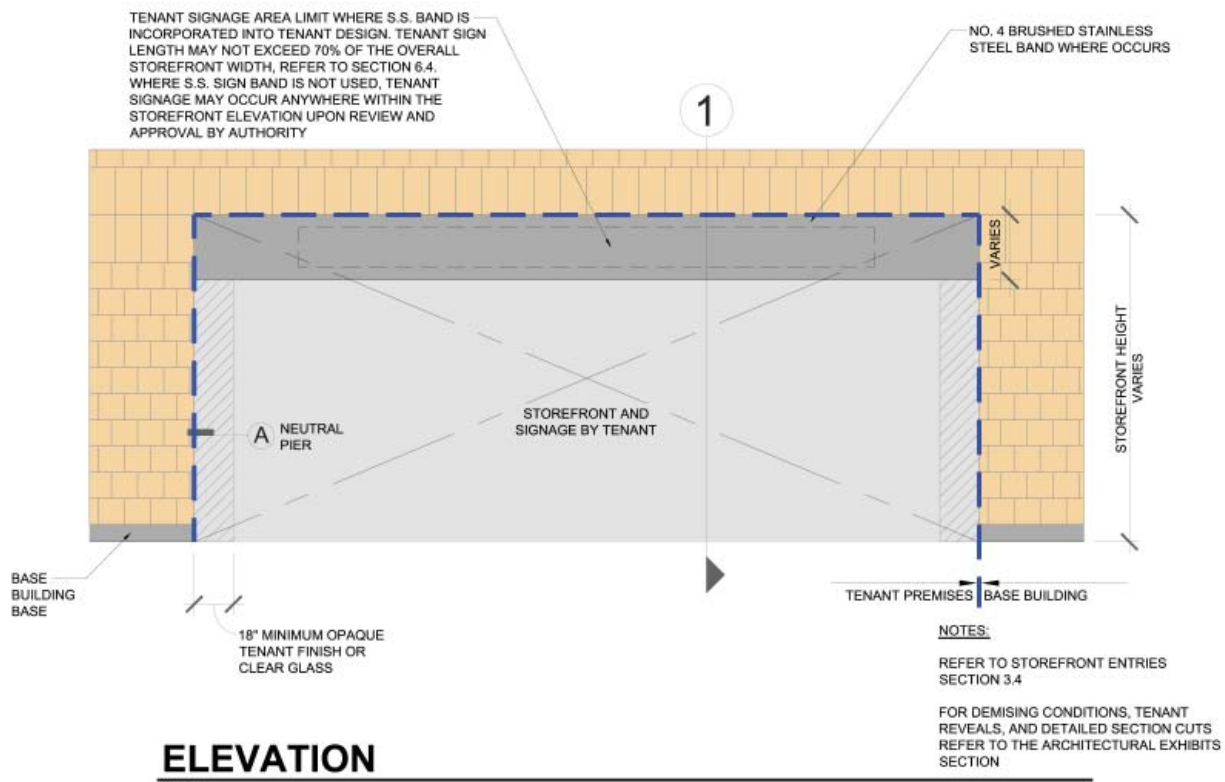 TENANT SIGNAGE AREA LIMIT WHERE S.S. BAND IS
INCORPORATED INTO TENANT DESIGN. TENANT SIGN
LENGTH MAY NOT EXCEED 70% OF THE OVERALL
STOREFRONT WIDTH, REFER TO SECTION 6.4.
WHERE S.S. SIGN BAND IS NOT USED, TENANT
SIGNAGE MAY OCCUR ANYWHERE WITHIN THE
STOREFRONT ELEVATION UPON REVIEW AND
APPROVAL BY AUTHORITY
NO. 4 BRUSHED STAINLESS
STEEL BAND WHERE OCCURS
1
VARIES
STOREFRONT HEIGHT
VARIES
STOREFRONT AND
SIGNAGE BY TENANT
A NEUTRAL
PIER
BASE
BUILDING
BASE
18" MINIMUM OPAQUE
TENANT FINISH OR
CLEAR GLASS
TENANT PREMISES BASE BUILDING
NOTES:
REFER TO STOREFRONT ENTRIES
SECTION 3.4
FOR DEMISING CONDITIONS, TENANT
REVEALS, AND DETAILED SECTION CUTS
REFER TO THE ARCHITECTURAL EXHIBITS
SECTION
ELEVATION